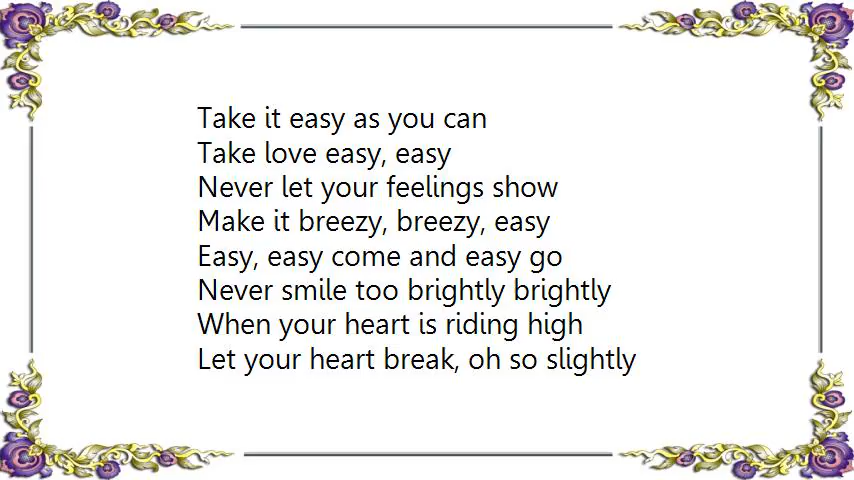 Take it easy as you can
Take love easy, easy
Never let your feelings show
Make it breezy, breezy, easy
Easy, easy come and easy go
Never smile too brightly brightly
When your heart is riding high
Let your heart break, oh so slightly